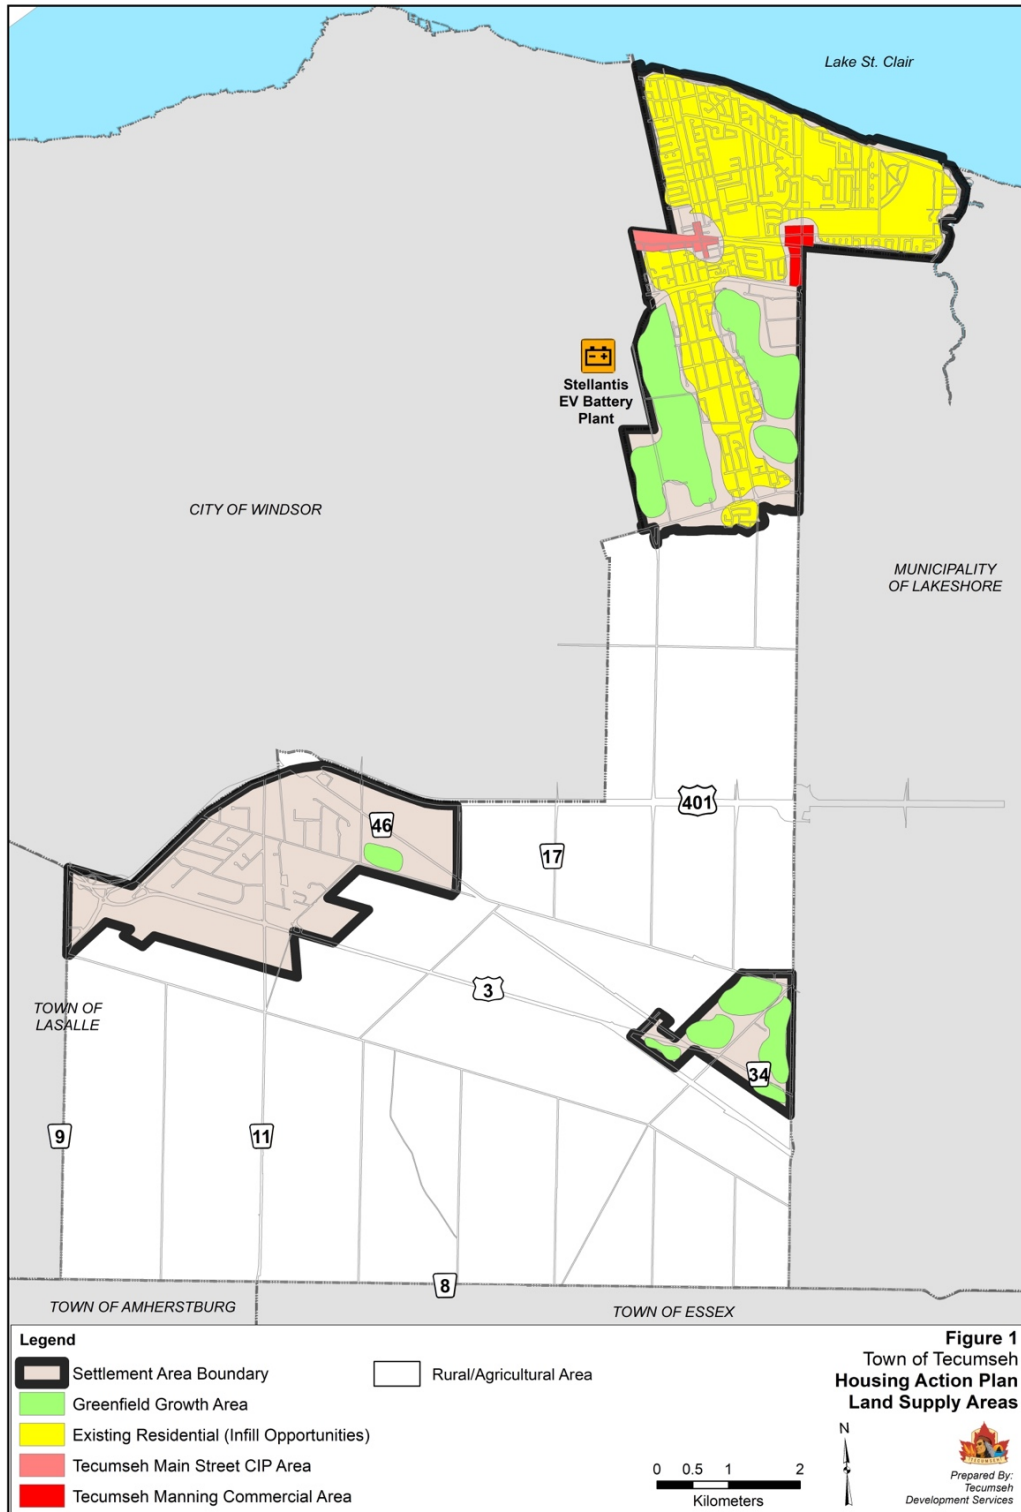 Lake St. Clair
Stellantis
EV Battery
Plant
CITY OF WINDSOR
MUNICIPALITY
OF LAKESHORE
401
46
17
3
TOWN OF
LASALLE
34
9
11
8
TOWN OF AMHERSTBURG
TOWN OF ESSEX
Legend
Settlement Area Boundary
Rural/Agricultural Area
Greenfield Growth Area
Existing Residential (Infill Opportunities)
Tecumseh Main Street CIP Area
Tecumseh Manning Commercial Area
Figure 1
Town of Tecumseh
Housing Action Plan
Land Supply Areas
N
0 0.5 1 2
Kilometers
TECUMSEH
Prepared By:
Tecumseh
Development Services